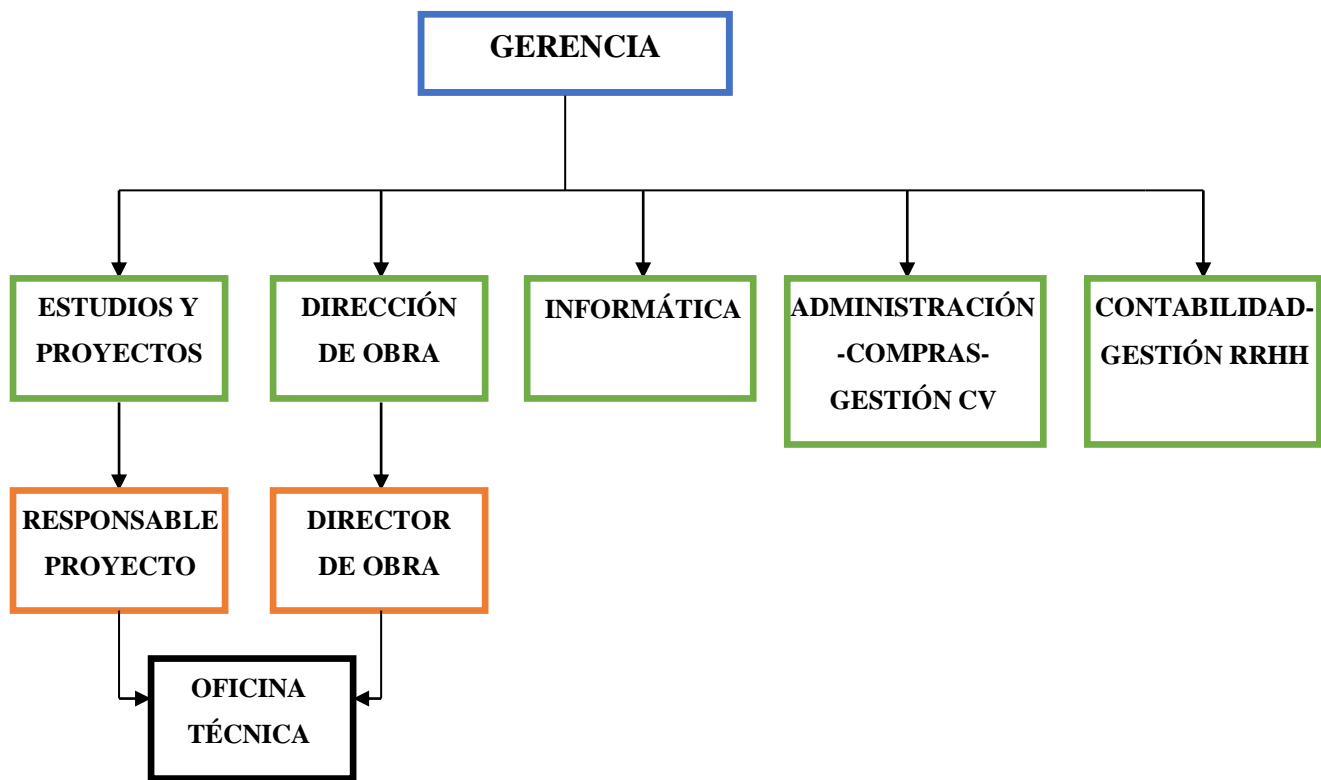 GERENCIA
ESTUDIOS Y
PROYECTOS
DIRECCIÓN
DE OBRA
INFORMÁTICA
ADMINISTRACIÓN
-COMPRAS-
GESTIÓN CV
CONTABILIDAD-
GESTIÓN RRHH
RESPONSABLE
PROYECTO
DIRECTOR
DE OBRA
OFICINA
TÉCNICA